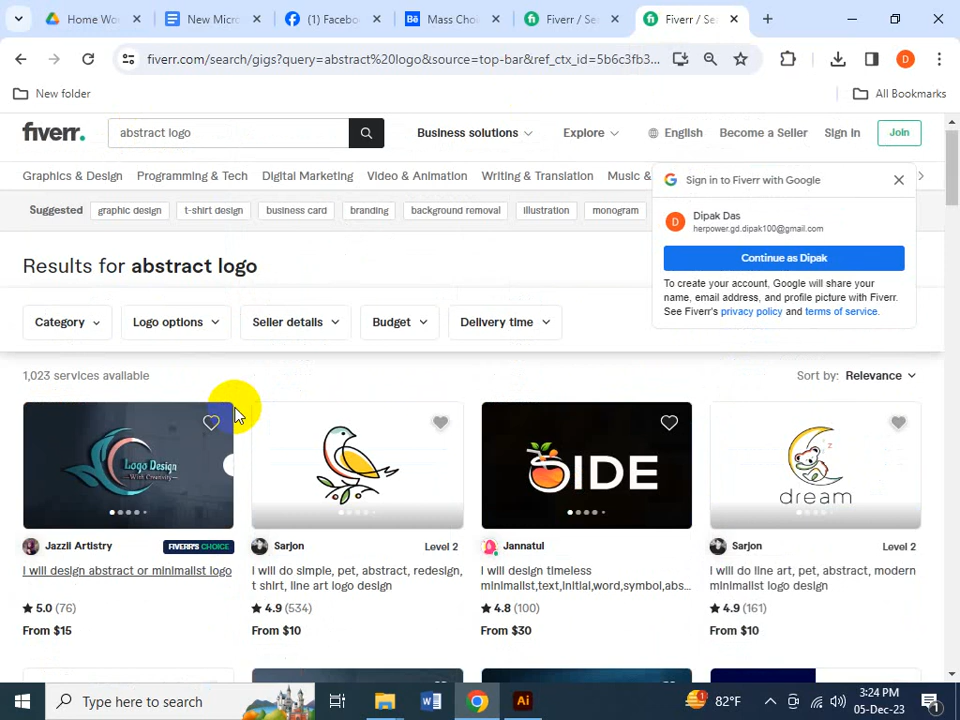 Home Wo
New Micro
(1) Facebo
Mass Choi
Fiverr / Se
Fiverr / Se
fiverr.com/search/gigs?query=abstract%20logo&source=top-bar&ref_ctx_id=5b6c3fb3...
D
New folder
All Bookmarks
fiverr.
abstract logo
Business solutions
Explore
English
Become a Seller
Sign in
Join
Graphics & Design
Programming & Tech
Digital Marketing
Video & Animation
Writing & Translation
Music &
Suggested
graphic design
t-shirt design
business card
branding
background removal
illustration
monogram
Sign in to Fiverr with Google
D
Dipak Das
herpower.gd.dipak100@gmail.com
Continue as Dipak
To create your account, Google will share your
name, email address, and profile picture with Fiverr.
See Fiverr's privacy policy and terms of service.
Results for abstract logo
Category
Logo options
Seller details
Budget
Delivery time
1,023 services available
Sort by: Relevance
Logo Design
With Creativity
SIDE
z
dream
Jazzii Artistry
FIVERR'S CHOICE
I will design abstract or minimalist logo
5.0 (76)
From $15
Sarjon
Level 2
I will do simple, pet, abstract, redesign,
t shirt, line art logo design
4.9 (534)
From $10
Jannatul
I will design timeless
minimalist,text,initial,word,symbol,abs...
4.8 (100)
From $30
Sarjon
Level 2
I will do line art, pet, abstract, modern
minimalist logo design
4.9 (161)
From $10
Type here to search
W
Ai
1
82°F
3:24 PM
05-Dec-23
1